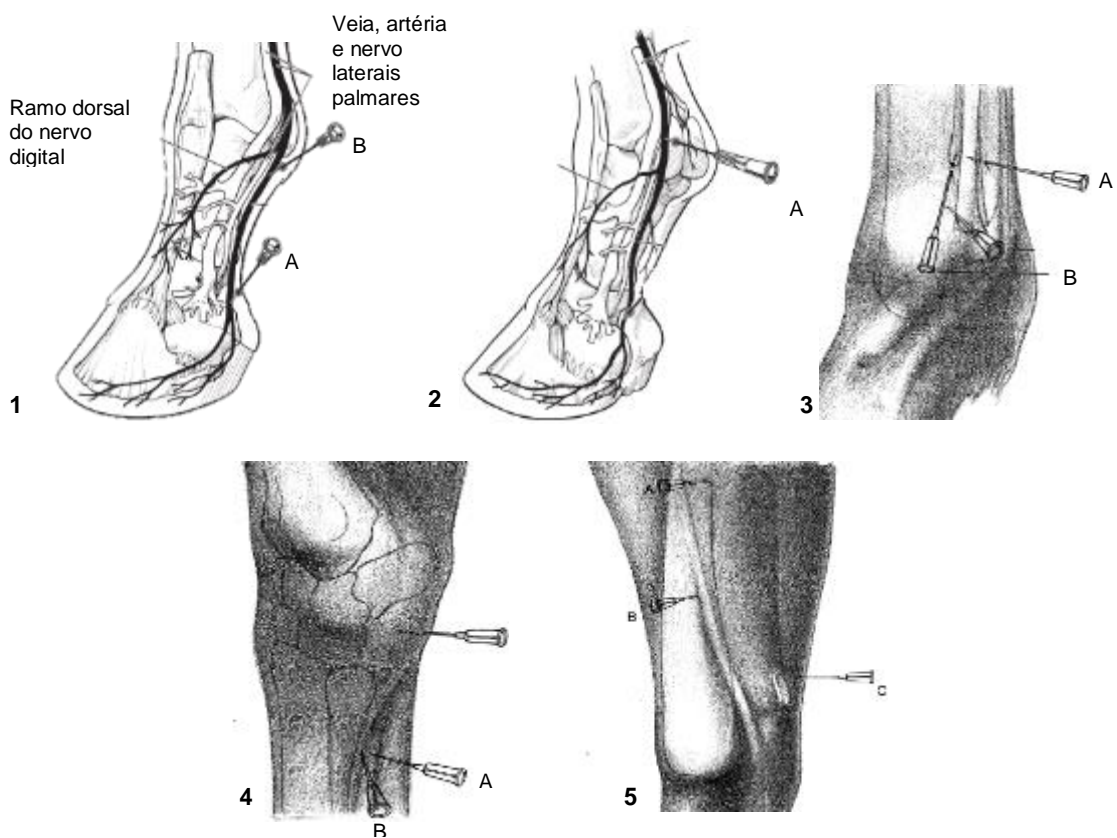 Veia, artéria
e nervo
laterais
palmares
Ramo dorsal
do nervo
digital
B
A
1
A
2
A
B
3
A
B
4
A
B
C
5